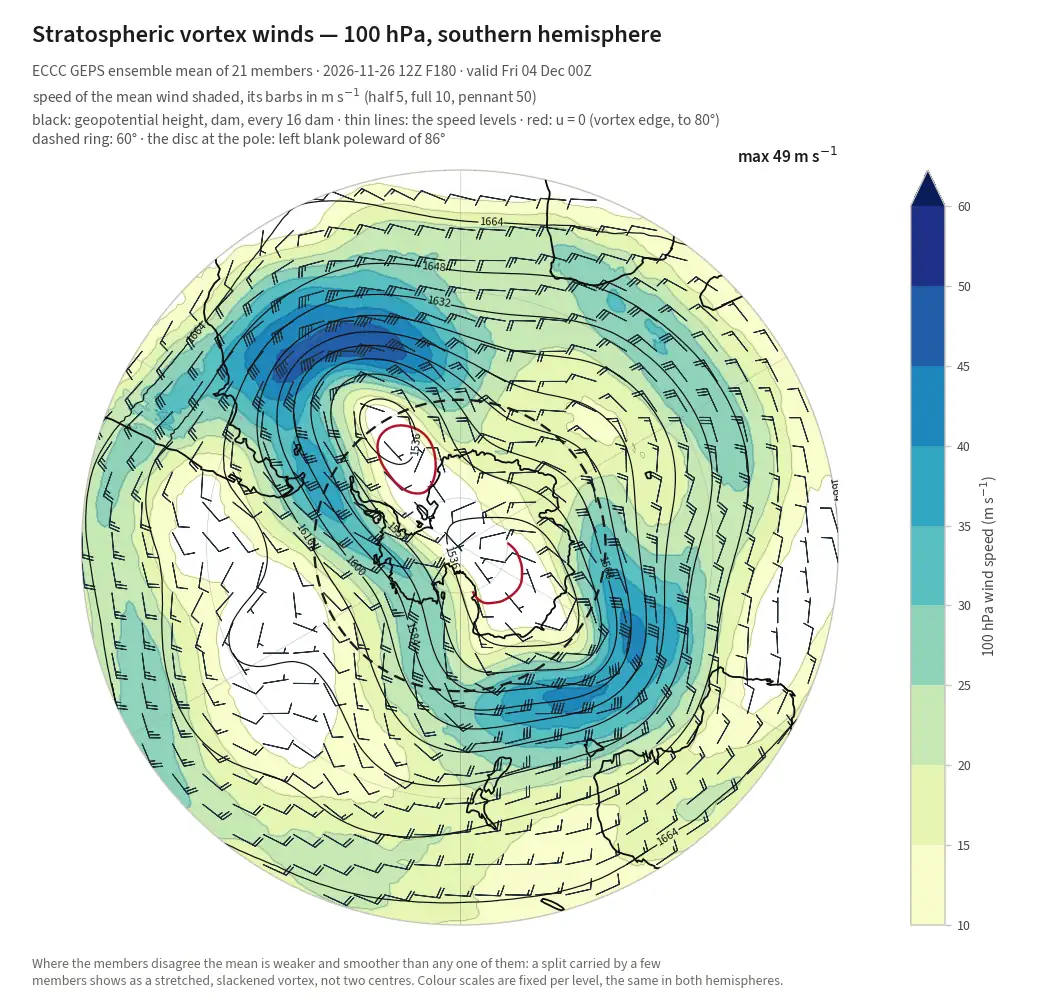 Stratospheric vortex winds — 100 hPa, southern hemisphere
ECCC GEPS ensemble mean of 21 members · 2026-11-26 12Z F180 · valid Fri 04 Dec 00Z
speed of the mean wind shaded, its barbs in m s⁻¹ (half 5, full 10, pennant 50)
black: geopotential height, dam, every 16 dam · thin lines: the speed levels · red: u = 0 (vortex edge, to 80°)
dashed ring: 60° · the disc at the pole: left blank poleward of 86°
max 49 m s⁻¹
1664
1648
1632
1664
1536
1616
1600
1536
1584
1664
60
50
45
40
35
30
25
20
15
10
100 hPa wind speed (m s⁻¹)
Where the members disagree the mean is weaker and smoother than any one of them: a split carried by a few
members shows as a stretched, slackened vortex, not two centres. Colour scales are fixed per level, the same in both hemispheres.